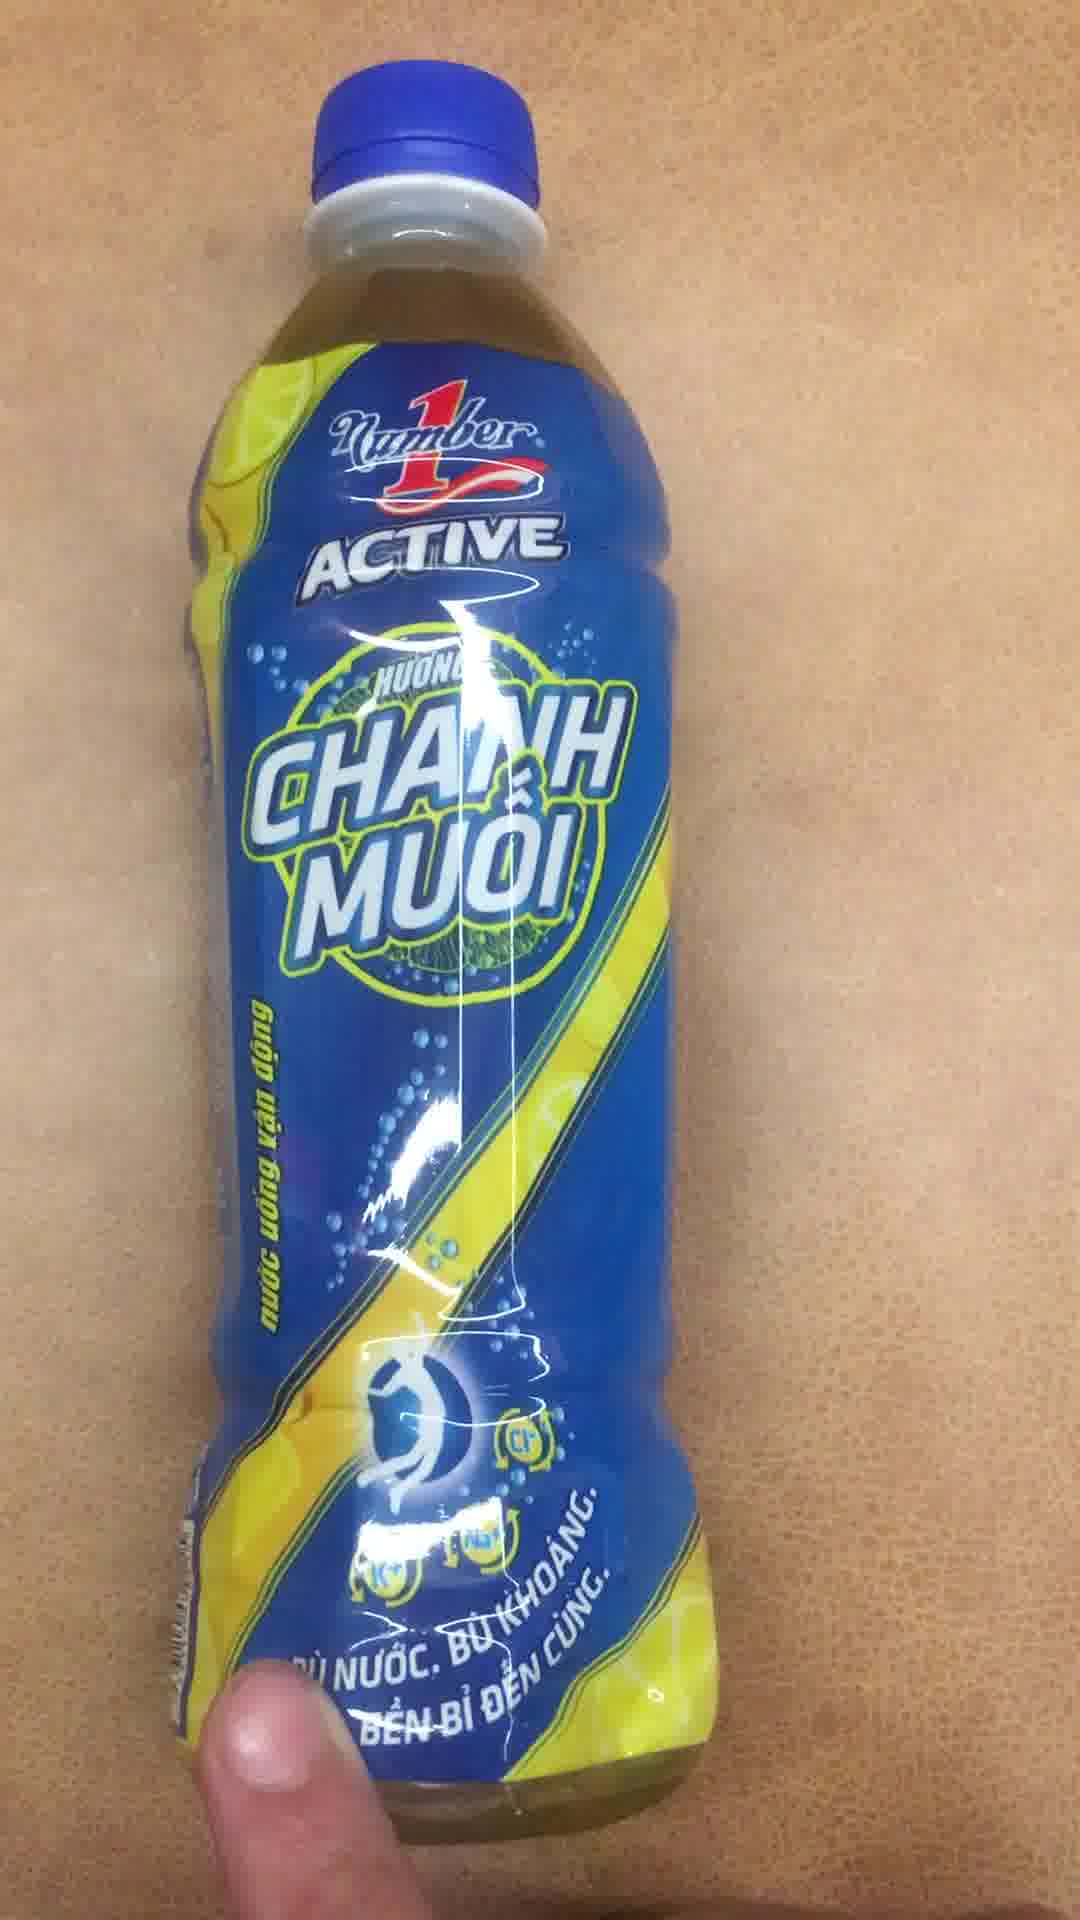 Number 1
ACTIVE
HƯƠNG
CHANH
MUỐI
nước uống vận động
Cl-
Na+
K+
BÙ NƯỚC. BÙ KHOÁNG.
BỀN BỈ ĐẾN CÙNG.